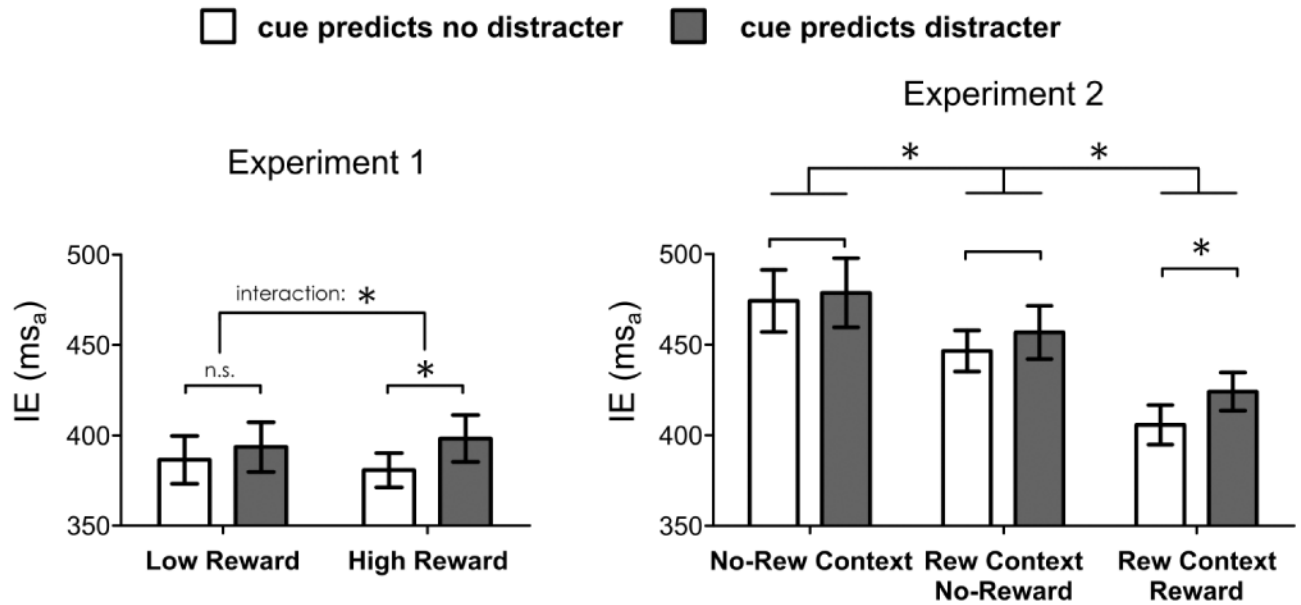 cue predicts no distracter
cue predicts distracter
Experiment 1
IE (msₐ)
500
450
400
350
interaction: *
n.s.
*
Low Reward
High Reward
Experiment 2
* *
IE (msₐ)
500
450
400
350
*
No-Rew Context
Rew Context
No-Reward
Rew Context
Reward